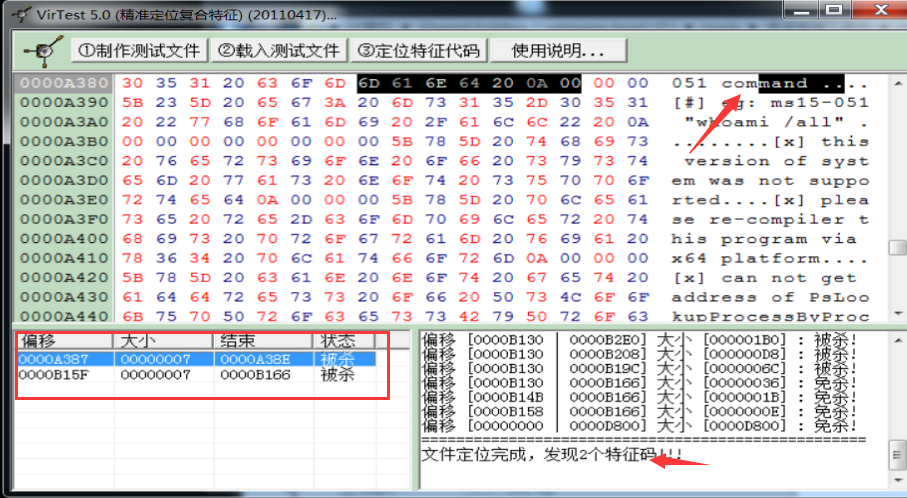 VirTest 5.0 (精准定位复合特征) (20110417)...
①制作测试文件 ②载入测试文件 ③定位特征代码 使用说明...
0000A380 30 35 31 20 63 6F 6D 6D 61 6E 64 20 0A 00 00 00 051 command ....
0000A390 5B 23 5D 20 65 67 3A 20 6D 73 31 35 2D 30 35 31 [#] eg: ms15-051
0000A3A0 20 22 77 68 6F 61 6D 69 20 2F 61 6C 6C 22 20 0A "whoami /all" .
0000A3B0 00 00 00 00 00 00 00 00 5B 78 5D 20 74 68 69 73 ........[x] this
0000A3C0 20 76 65 72 73 69 6F 6E 20 6F 66 20 73 79 73 74 version of syst
0000A3D0 65 6D 20 77 61 73 20 6E 6F 74 20 73 75 70 70 6F em was not suppo
0000A3E0 72 74 65 64 0A 00 00 00 5B 78 5D 20 70 6C 65 61 rted....[x] plea
0000A3F0 73 65 20 72 65 2D 63 6F 6D 70 69 6C 65 72 20 74 se re-compiler t
0000A400 68 69 73 20 70 72 6F 67 72 61 6D 20 76 69 61 20 his program via
0000A410 78 36 34 20 70 6C 61 74 66 6F 72 6D 0A 00 00 00 x64 platform....
0000A420 5B 78 5D 20 63 61 6E 20 6E 6F 74 20 67 65 74 20 [x] can not get
0000A430 61 64 64 72 65 73 73 20 6F 66 20 50 73 4C 6F 6F address of PsLoo
0000A440 6B 75 70 50 72 6F 63 65 73 73 42 79 50 72 6F 63 kupProcessByProc
偏移 大小 结束 状态
0000A387 00000007 0000A38E 被杀
0000B15F 00000007 0000B166 被杀
偏移 [0000B130 | 0000B2E0] 大小 [000001B0] : 被杀!
偏移 [0000B130 | 0000B208] 大小 [000000D8] : 被杀!
偏移 [0000B130 | 0000B19C] 大小 [0000006C] : 被杀!
偏移 [0000B130 | 0000B166] 大小 [00000036] : 免杀!
偏移 [0000B14B | 0000B166] 大小 [0000001B] : 免杀!
偏移 [0000B158 | 0000B166] 大小 [0000000E] : 免杀!
偏移 [00000000 | 0000D800] 大小 [0000D800] : 免杀!
==================================================
文件定位完成, 发现2个特征码!!!